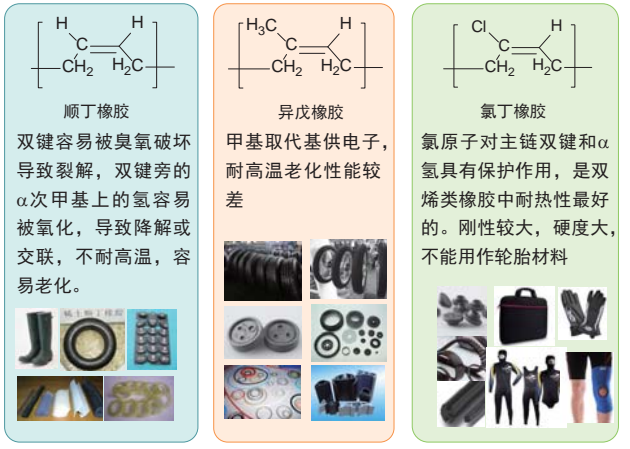 H
H
C
C
CH2
H2C
顺丁橡胶
双键容易被臭氧破坏
导致裂解，双键旁的
α次甲基上的氢容易
被氧化，导致降解或
交联，不耐高温，容
易老化。
稀土顺丁橡胶
H3C
H
C
C
CH2
H2C
异戊橡胶
甲基取代基供电子，
耐高温老化性能较
差
Cl
H
C
C
CH2
H2C
氯丁橡胶
氯原子对主链双键和α
氢具有保护作用，是双
烯类橡胶中耐热性最好
的。刚性较大，硬度大，
不能用作轮胎材料